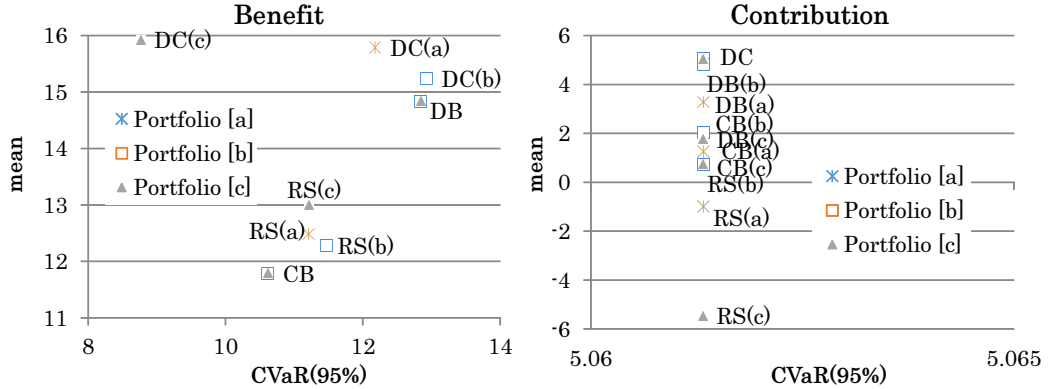 Benefit
16
15
14
13
12
11
mean
DC(c)
DC(a)
DC(b)
DB
Portfolio [a]
Portfolio [b]
Portfolio [c]
RS(c)
RS(a)
RS(b)
CB
8
10
12
14
CVaR(95%)
Contribution
6
4
2
0
-2
-4
-6
mean
DC
DB(b)
DB(a)
CB(b)
DB(c)
CB(a)
CB(c)
RS(b)
RS(a)
Portfolio [a]
Portfolio [b]
Portfolio [c]
RS(c)
5.06
5.065
CVaR(95%)